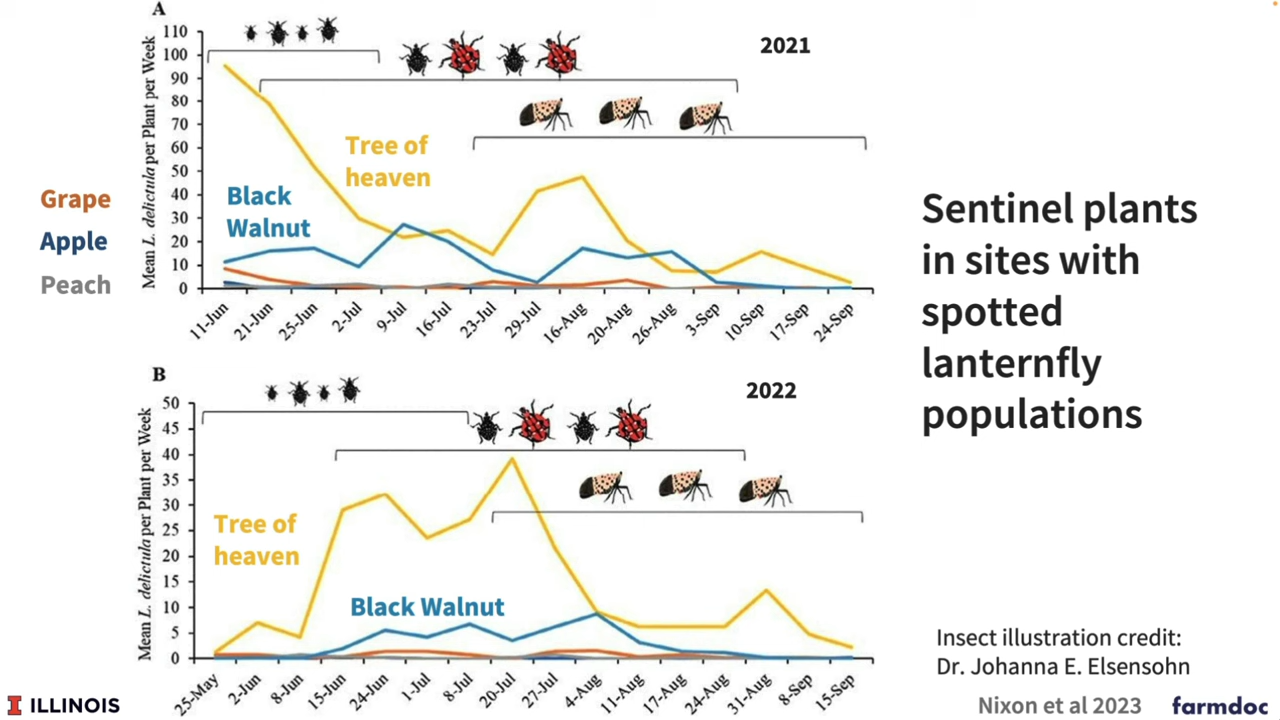 A
2021
Mean L. delictula per Plant per Week
110
100
90
80
70
60
50
40
30
20
10
0
Tree of
heaven
Black
Walnut
Grape
Apple
Peach
11-Jun
21-Jun
25-Jun
2-Jul
9-Jul
16-Jul
23-Jul
29-Jul
16-Aug
20-Aug
26-Aug
3-Sep
10-Sep
17-Sep
24-Sep
B
2022
Mean L. delictula per Plant per Week
50
45
40
35
30
25
20
15
10
5
0
Tree of
heaven
Black Walnut
25-May
2-Jun
8-Jun
15-Jun
24-Jun
1-Jul
8-Jul
20-Jul
27-Jul
4-Aug
11-Aug
17-Aug
24-Aug
31-Aug
8-Sep
15-Sep
Sentinel plants
in sites with
spotted
lanternfly
populations
Insect illustration credit:
Dr. Johanna E. Elsensohn
Nixon et al 2023
farmdoc
I ILLINOIS